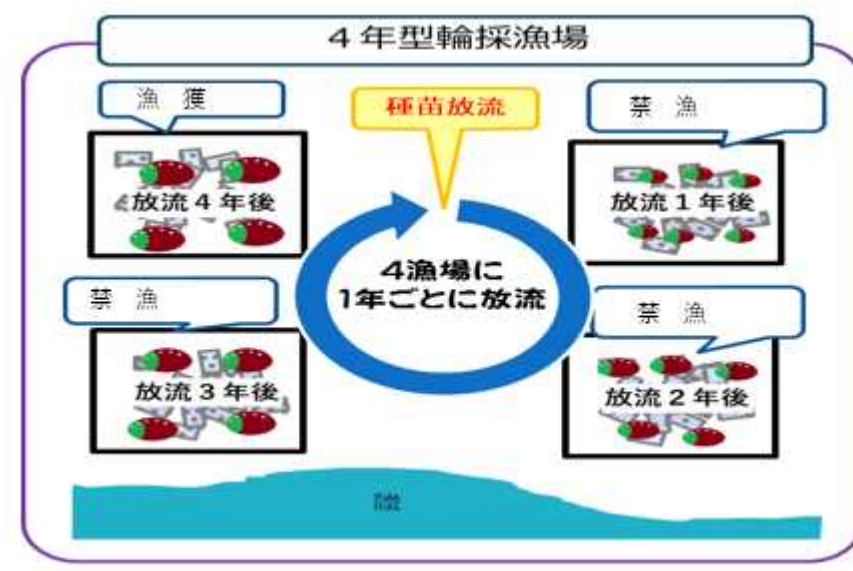 ４年型輪採漁場
漁　獲
種苗放流
禁　漁
放流４年後
放流１年後
4漁場に
1年ごとに放流
禁　漁
禁　漁
放流３年後
放流２年後